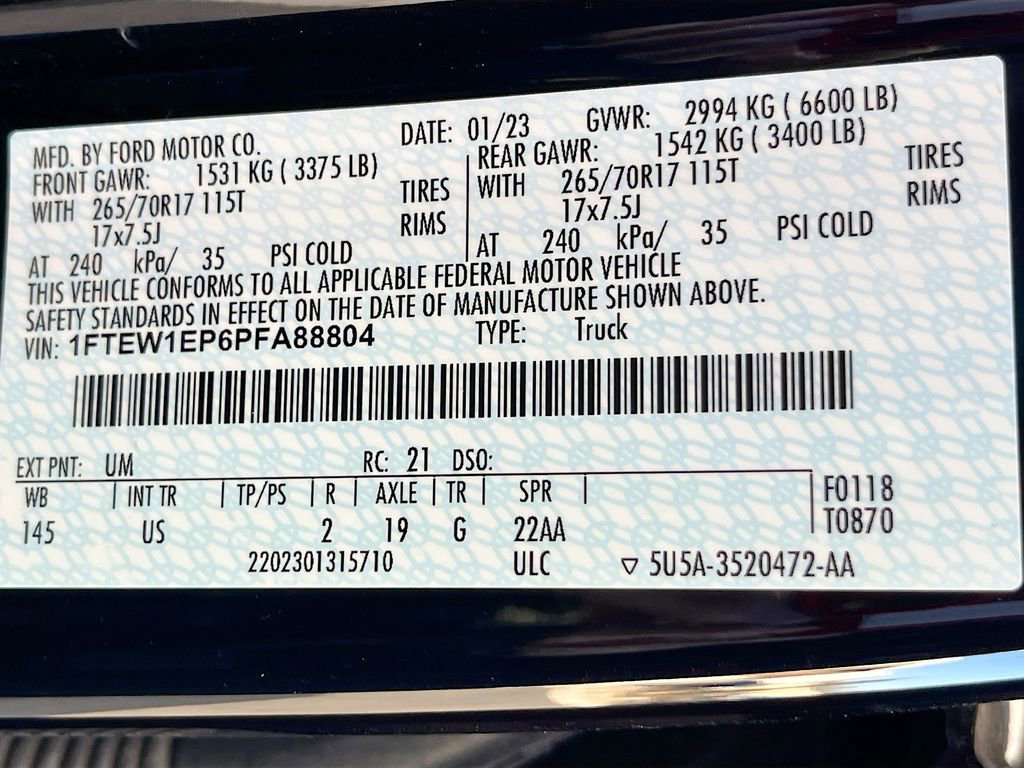 MFD. BY FORD MOTOR CO. DATE: 01/23 GVWR: 2994 KG ( 6600 LB)
FRONT GAWR: 1531 KG ( 3375 LB) REAR GAWR: 1542 KG ( 3400 LB)
WITH 265/70R17 115T TIRES WITH 265/70R17 115T TIRES
17x7.5J RIMS 17x7.5J RIMS
AT 240 kPa/ 35 PSI COLD AT 240 kPa/ 35 PSI COLD
THIS VEHICLE CONFORMS TO ALL APPLICABLE FEDERAL MOTOR VEHICLE
SAFETY STANDARDS IN EFFECT ON THE DATE OF MANUFACTURE SHOWN ABOVE.
VIN: 1FTEW1EP6PFA88804 TYPE: Truck
EXT PNT: UM RC: 21 DSO:
WB | INT TR | TP/PS | R | AXLE | TR | SPR | F0118
145 US 2 19 G 22AA T0870
2202301315710 ULC ▽ 5U5A-3520472-AA